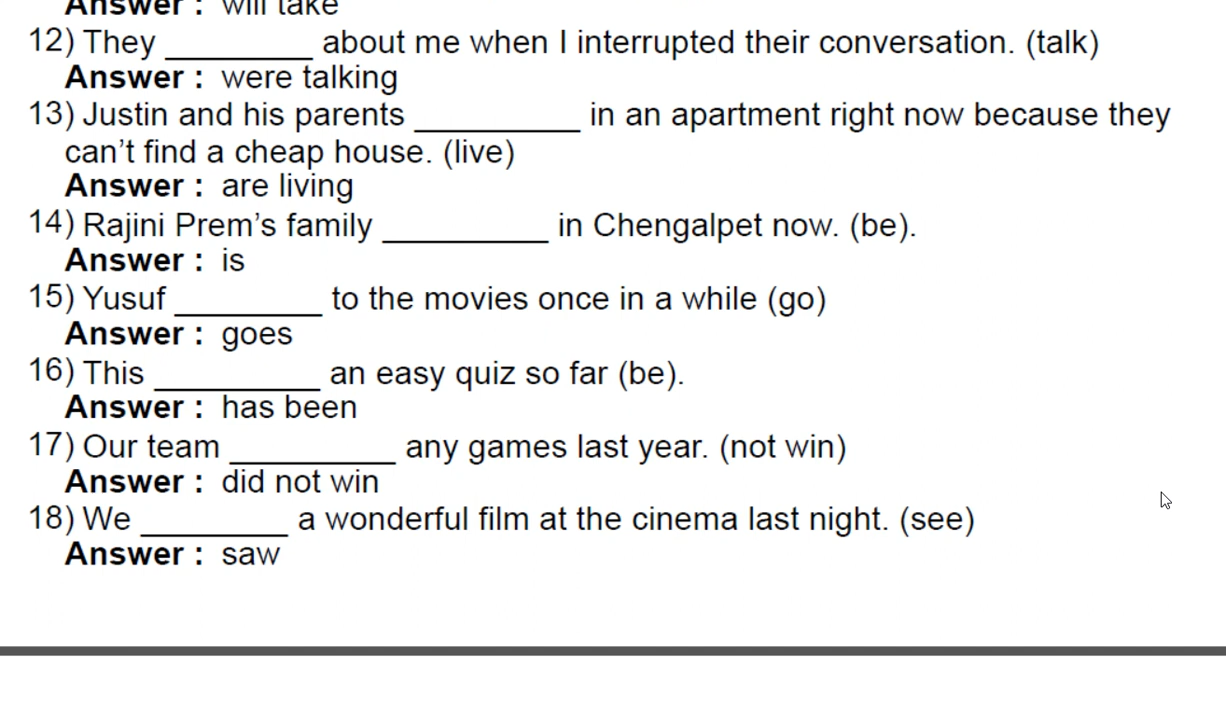 Answer : will take
12) They _________ about me when I interrupted their conversation. (talk)
Answer : were talking
13) Justin and his parents __________ in an apartment right now because they
can’t find a cheap house. (live)
Answer : are living
14) Rajini Prem’s family __________ in Chengalpet now. (be).
Answer : is
15) Yusuf _________ to the movies once in a while (go)
Answer : goes
16) This __________ an easy quiz so far (be).
Answer : has been
17) Our team __________ any games last year. (not win)
Answer : did not win
18) We _________ a wonderful film at the cinema last night. (see)
Answer : saw